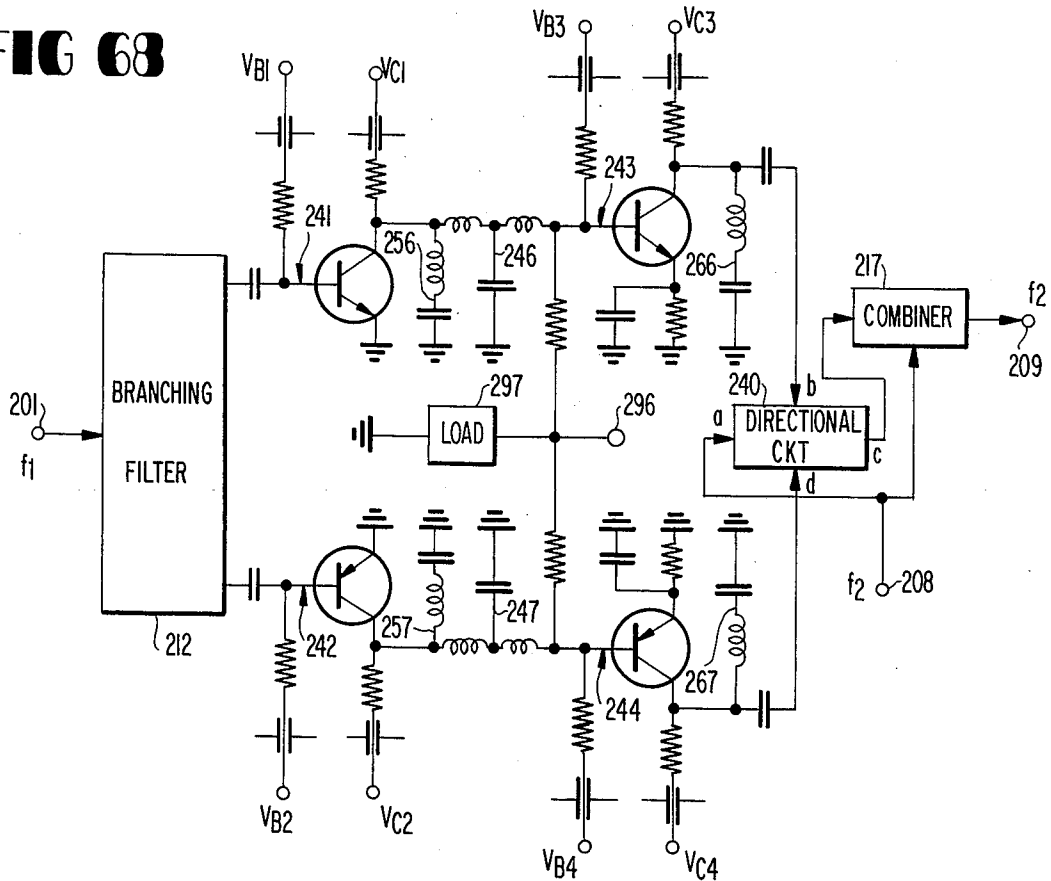 FIG 68
VB1
VC1
VB3
VC3
241
256
246
243
266
217
COMBINER
f2
209
201
f1
BRANCHING
FILTER
297
LOAD
296
240
a
b
DIRECTIONAL
CKT
c
d
f2
208
212
242
257
247
244
267
VB2
VC2
VB4
VC4